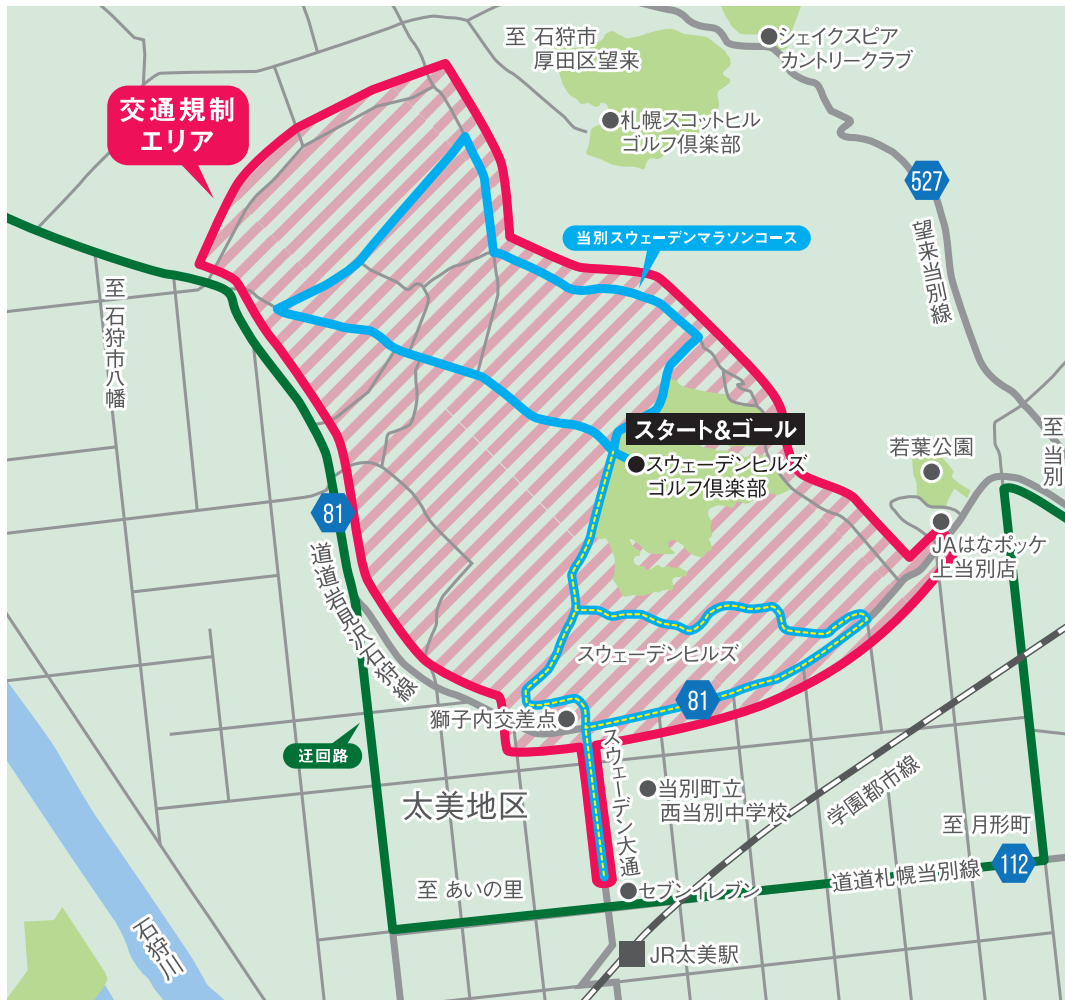 至 石狩市
厚田区望来
シェイクスピア
カントリークラブ
交通規制
エリア
札幌スコットヒル
ゴルフ倶楽部
527
望来当別線
当別スウェーデンマラソンコース
至 石狩市八幡
スタート&ゴール
スウェーデンヒルズ
ゴルフ倶楽部
若葉公園
至
当別
81
JAはなポッケ
上当別店
道道岩見沢石狩線
スウェーデンヒルズ
81
獅子内交差点
迂回路
スウェーデン大通
当別町立
西当別中学校
学園都市線
太美地区
至 月形町
112
道道札幌当別線
至 あいの里
セブンイレブン
石狩川
JR太美駅